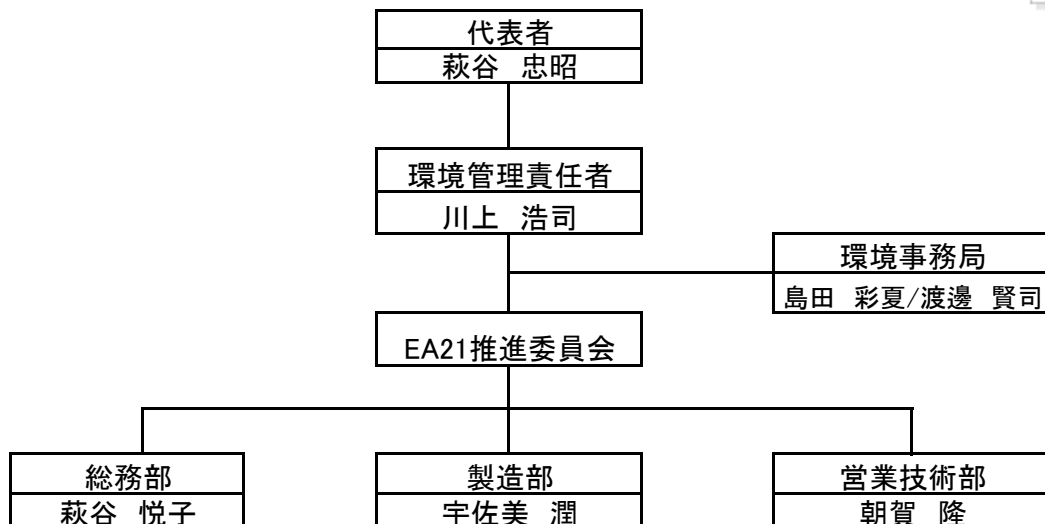 代表者
萩谷　忠昭
環境管理責任者
川上　浩司
環境事務局
島田　彩夏/渡邊　賢司
EA21推進委員会
総務部
萩谷　悦子
製造部
宇佐美　潤
営業技術部
朝賀　隆